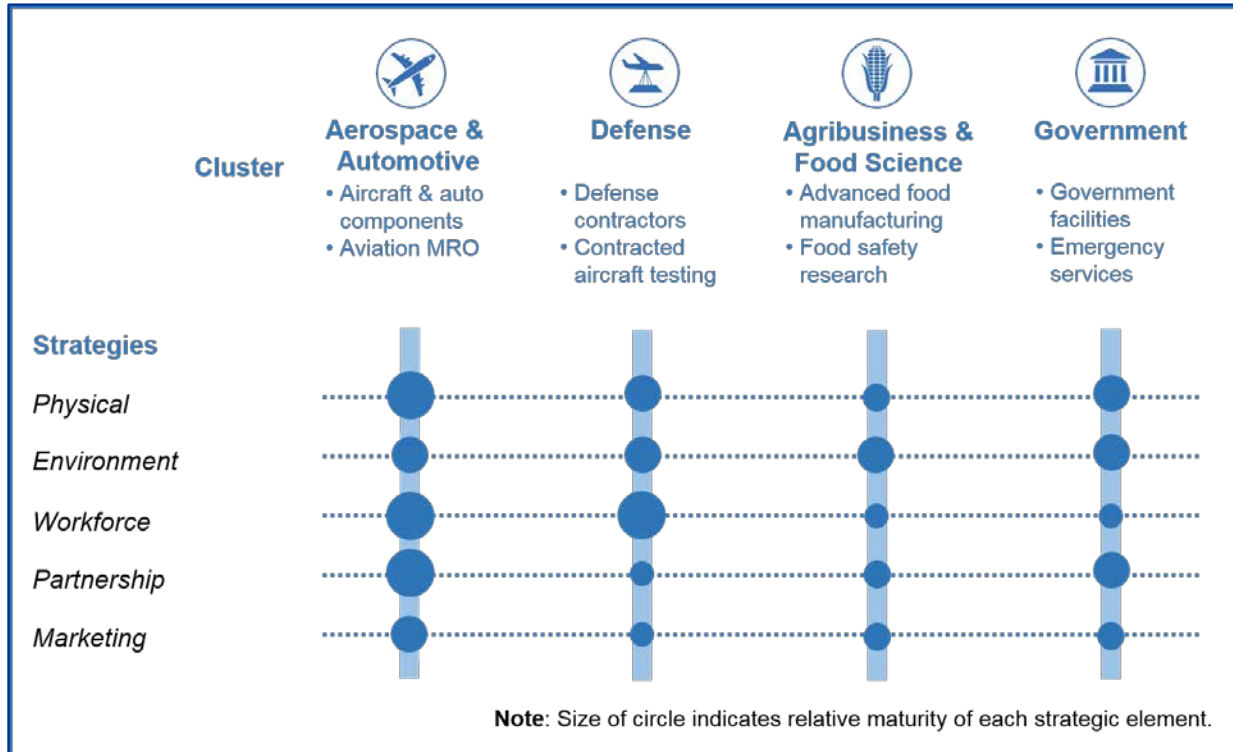 Cluster
Aerospace &
Automotive
• Aircraft & auto
components
• Aviation MRO
Defense
• Defense
contractors
• Contracted
aircraft testing
Agribusiness &
Food Science
• Advanced food
manufacturing
• Food safety
research
Government
• Government
facilities
• Emergency
services
Strategies
Physical
Environment
Workforce
Partnership
Marketing
Note: Size of circle indicates relative maturity of each strategic element.